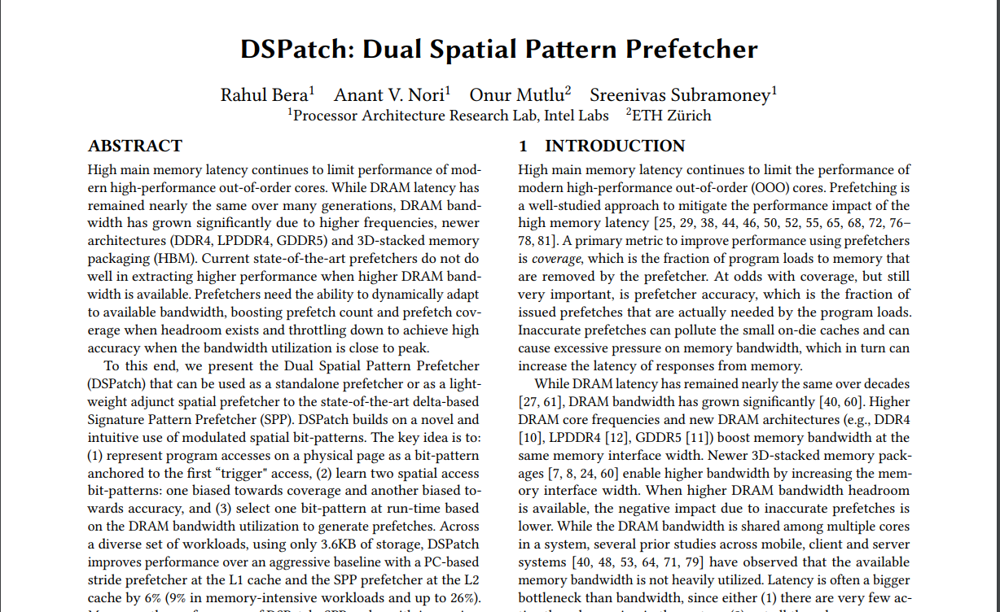 DSPatch: Dual Spatial Pattern Prefetcher
Rahul Bera1 Anant V. Nori1 Onur Mutlu2 Sreenivas Subramoney1
1Processor Architecture Research Lab, Intel Labs 2ETH Zürich
ABSTRACT
High main memory latency continues to limit performance of mod-
ern high-performance out-of-order cores. While DRAM latency has
remained nearly the same over many generations, DRAM band-
width has grown significantly due to higher frequencies, newer
architectures (DDR4, LPDDR4, GDDR5) and 3D-stacked memory
packaging (HBM). Current state-of-the-art prefetchers do not do
well in extracting higher performance when higher DRAM band-
width is available. Prefetchers need the ability to dynamically adapt
to available bandwidth, boosting prefetch count and prefetch cov-
erage when headroom exists and throttling down to achieve high
accuracy when the bandwidth utilization is close to peak.
To this end, we present the Dual Spatial Pattern Prefetcher
(DSPatch) that can be used as a standalone prefetcher or as a light-
weight adjunct spatial prefetcher to the state-of-the-art delta-based
Signature Pattern Prefetcher (SPP). DSPatch builds on a novel and
intuitive use of modulated spatial bit-patterns. The key idea is to:
(1) represent program accesses on a physical page as a bit-pattern
anchored to the first “trigger" access, (2) learn two spatial access
bit-patterns: one biased towards coverage and another biased to-
wards accuracy, and (3) select one bit-pattern at run-time based
on the DRAM bandwidth utilization to generate prefetches. Across
a diverse set of workloads, using only 3.6KB of storage, DSPatch
improves performance over an aggressive baseline with a PC-based
stride prefetcher at the L1 cache and the SPP prefetcher at the L2
cache by 6% (9% in memory-intensive workloads and up to 26%).
1 INTRODUCTION
High main memory latency continues to limit the performance of
modern high-performance out-of-order (OOO) cores. Prefetching is
a well-studied approach to mitigate the performance impact of the
high memory latency [25, 29, 38, 44, 46, 50, 52, 55, 65, 68, 72, 76–
78, 81]. A primary metric to improve performance using prefetchers
is coverage, which is the fraction of program loads to memory that
are removed by the prefetcher. At odds with coverage, but still
very important, is prefetcher accuracy, which is the fraction of
issued prefetches that are actually needed by the program loads.
Inaccurate prefetches can pollute the small on-die caches and can
cause excessive pressure on memory bandwidth, which in turn can
increase the latency of responses from memory.
While DRAM latency has remained nearly the same over decades
[27, 61], DRAM bandwidth has grown significantly [40, 60]. Higher
DRAM core frequencies and new DRAM architectures (e.g., DDR4
[10], LPDDR4 [12], GDDR5 [11]) boost memory bandwidth at the
same memory interface width. Newer 3D-stacked memory pack-
ages [7, 8, 24, 60] enable higher bandwidth by increasing the mem-
ory interface width. When higher DRAM bandwidth headroom
is available, the negative impact due to inaccurate prefetches is
lower. While the DRAM bandwidth is shared among multiple cores
in a system, several prior studies across mobile, client and server
systems [40, 48, 53, 64, 71, 79] have observed that the available
memory bandwidth is not heavily utilized. Latency is often a bigger
bottleneck than bandwidth, since either (1) there are very few ac-